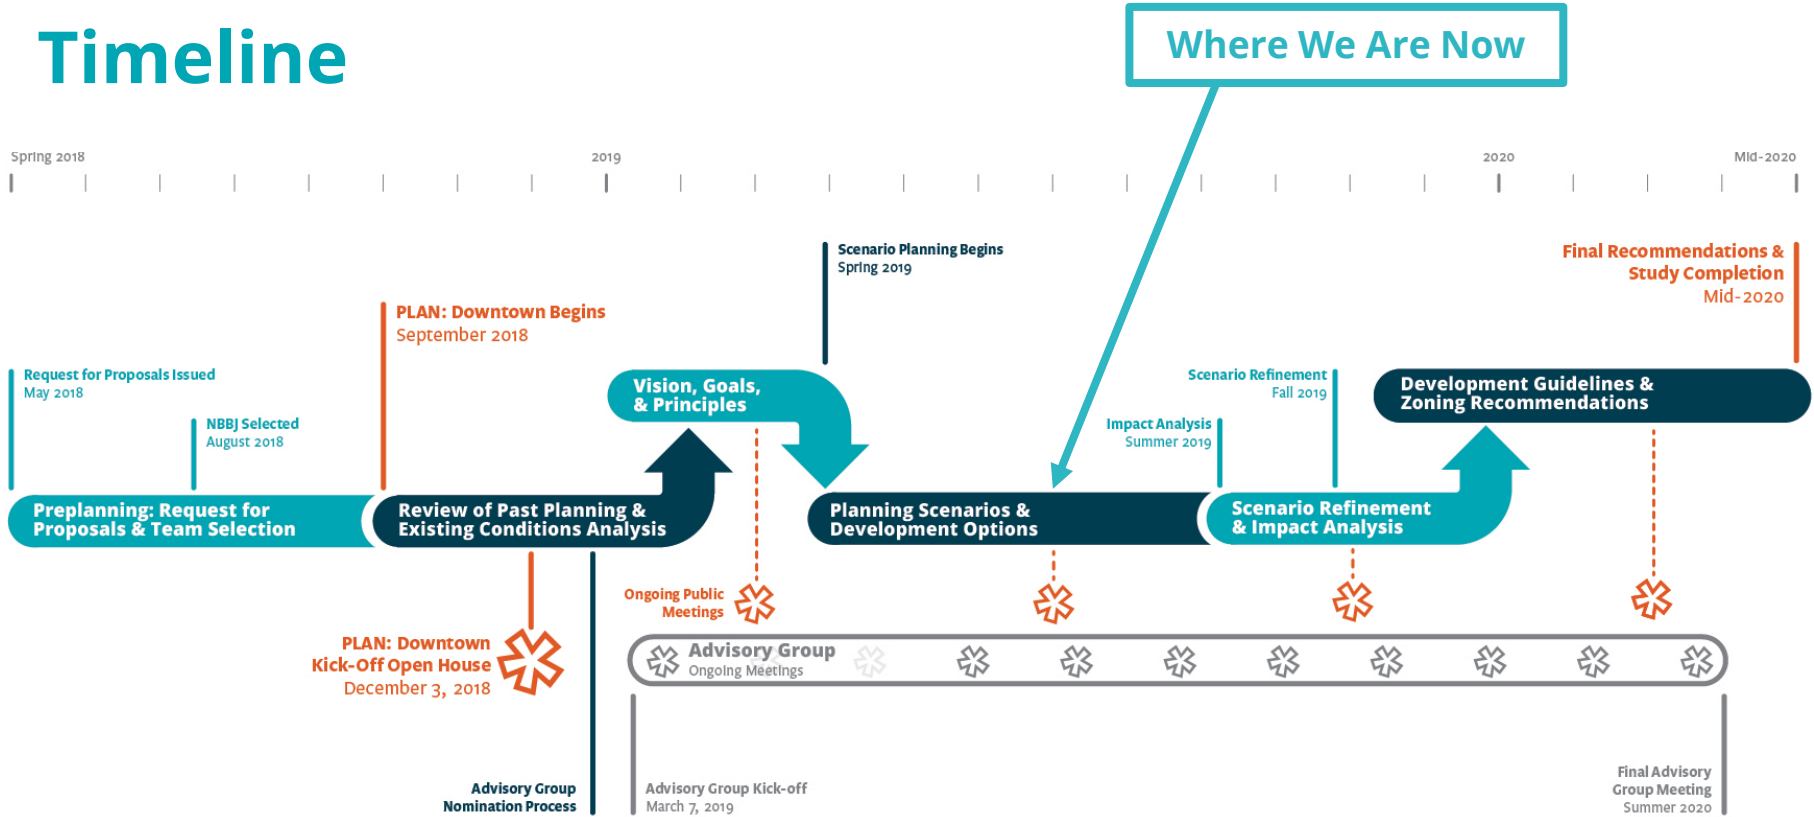 Timeline
Where We Are Now
Spring 2018
2019
2020
Mid-2020
Scenario Planning Begins
Spring 2019
Final Recommendations &
Study Completion
Mid-2020
PLAN: Downtown Begins
September 2018
Request for Proposals Issued
May 2018
NBBJ Selected
August 2018
Vision, Goals,
& Principles
Scenario Refinement
Fall 2019
Impact Analysis
Summer 2019
Development Guidelines &
Zoning Recommendations
Preplanning: Request for
Proposals & Team Selection
Review of Past Planning &
Existing Conditions Analysis
Planning Scenarios &
Development Options
Scenario Refinement
& Impact Analysis
Ongoing Public
Meetings
PLAN: Downtown
Kick-Off Open House
December 3, 2018
Advisory Group
Ongoing Meetings
Advisory Group
Nomination Process
Advisory Group Kick-off
March 7, 2019
Final Advisory
Group Meeting
Summer 2020